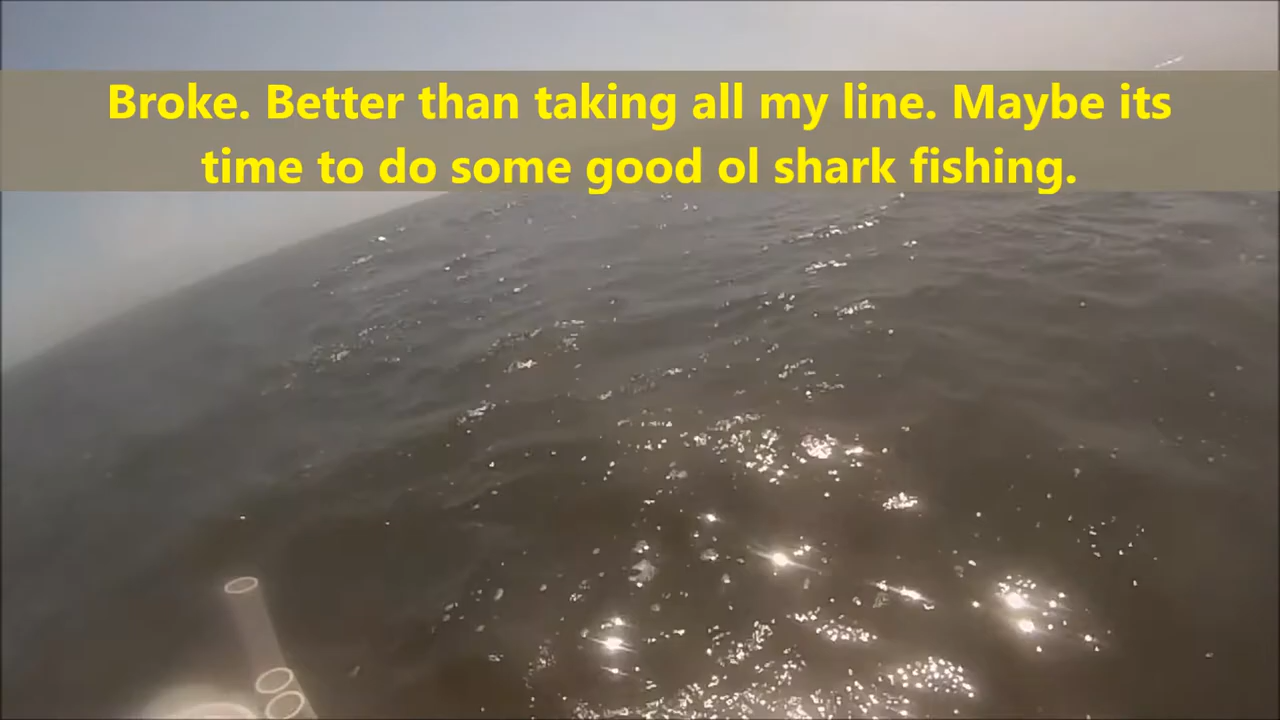 Broke. Better than taking all my line. Maybe its
time to do some good ol shark fishing.